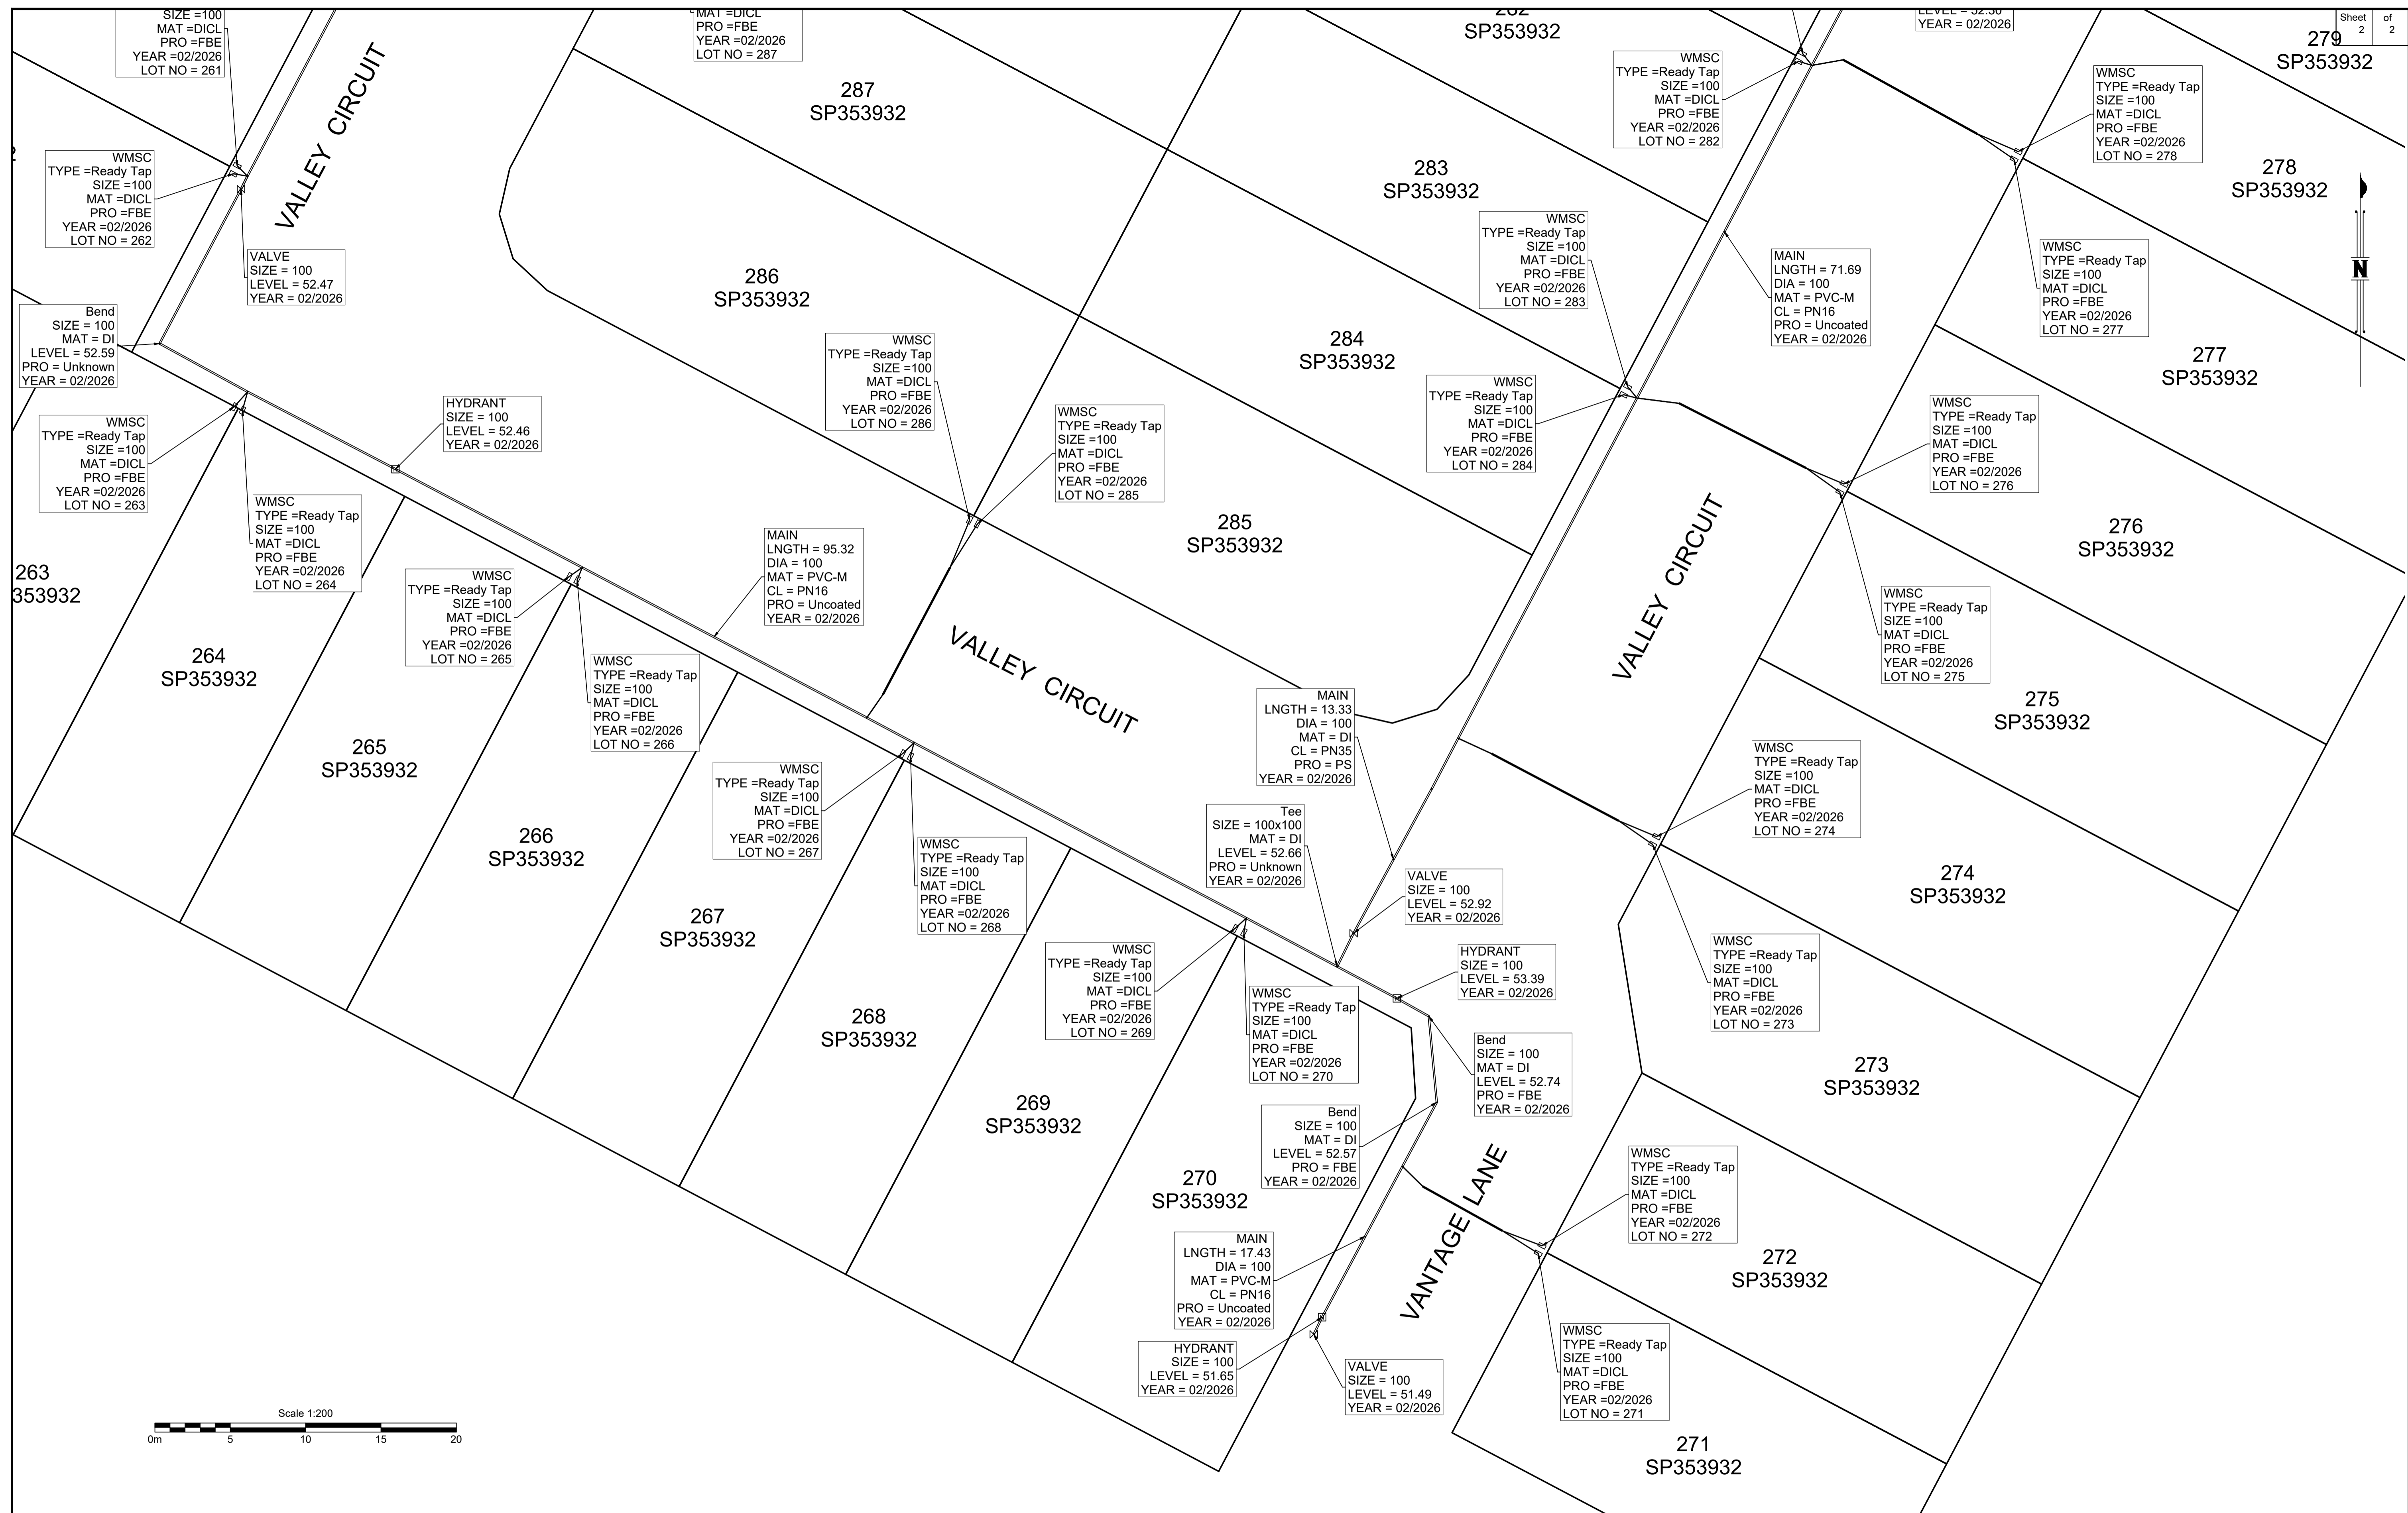 SIZE =100
MAT =DICL
PRO =FBE
YEAR =02/2026
LOT NO = 261
MAT =DICL
PRO =FBE
YEAR =02/2026
LOT NO = 287
282
SP353932
YEAR = 02/2026
Sheet of
2 2
279
SP353932
WMSC
TYPE =Ready Tap
SIZE =100
MAT =DICL
PRO =FBE
YEAR =02/2026
LOT NO = 282
WMSC
TYPE =Ready Tap
SIZE =100
MAT =DICL
PRO =FBE
YEAR =02/2026
LOT NO = 278
VALLEY CIRCUIT
287
SP353932
WMSC
TYPE =Ready Tap
SIZE =100
MAT =DICL
PRO =FBE
YEAR =02/2026
LOT NO = 262
283
SP353932
278
SP353932
N
VALVE
SIZE = 100
LEVEL = 52.47
YEAR = 02/2026
WMSC
TYPE =Ready Tap
SIZE =100
MAT =DICL
PRO =FBE
YEAR =02/2026
LOT NO = 283
MAIN
LNGTH = 71.69
DIA = 100
MAT = PVC-M
CL = PN16
PRO = Uncoated
YEAR = 02/2026
WMSC
TYPE =Ready Tap
SIZE =100
MAT =DICL
PRO =FBE
YEAR =02/2026
LOT NO = 277
286
SP353932
Bend
SIZE = 100
MAT = DI
LEVEL = 52.59
PRO = Unknown
YEAR = 02/2026
WMSC
TYPE =Ready Tap
SIZE =100
MAT =DICL
PRO =FBE
YEAR =02/2026
LOT NO = 286
284
SP353932
277
SP353932
WMSC
TYPE =Ready Tap
SIZE =100
MAT =DICL
PRO =FBE
YEAR =02/2026
LOT NO = 284
HYDRANT
SIZE = 100
LEVEL = 52.46
YEAR = 02/2026
WMSC
TYPE =Ready Tap
SIZE =100
MAT =DICL
PRO =FBE
YEAR =02/2026
LOT NO = 285
WMSC
TYPE =Ready Tap
SIZE =100
MAT =DICL
PRO =FBE
YEAR =02/2026
LOT NO = 276
WMSC
TYPE =Ready Tap
SIZE =100
MAT =DICL
PRO =FBE
YEAR =02/2026
LOT NO = 263
WMSC
TYPE =Ready Tap
SIZE =100
MAT =DICL
PRO =FBE
YEAR =02/2026
LOT NO = 264
285
SP353932
VALLEY CIRCUIT
276
SP353932
263
353932
WMSC
TYPE =Ready Tap
SIZE =100
MAT =DICL
PRO =FBE
YEAR =02/2026
LOT NO = 265
MAIN
LNGTH = 95.32
DIA = 100
MAT = PVC-M
CL = PN16
PRO = Uncoated
YEAR = 02/2026
WMSC
TYPE =Ready Tap
SIZE =100
MAT =DICL
PRO =FBE
YEAR =02/2026
LOT NO = 275
264
SP353932
WMSC
TYPE =Ready Tap
SIZE =100
MAT =DICL
PRO =FBE
YEAR =02/2026
LOT NO = 266
VALLEY CIRCUIT
275
SP353932
MAIN
LNGTH = 13.33
DIA = 100
MAT = DI
CL = PN35
PRO = PS
YEAR = 02/2026
265
SP353932
WMSC
TYPE =Ready Tap
SIZE =100
MAT =DICL
PRO =FBE
YEAR =02/2026
LOT NO = 267
WMSC
TYPE =Ready Tap
SIZE =100
MAT =DICL
PRO =FBE
YEAR =02/2026
LOT NO = 274
266
SP353932
Tee
SIZE = 100x100
MAT = DI
LEVEL = 52.66
PRO = Unknown
YEAR = 02/2026
WMSC
TYPE =Ready Tap
SIZE =100
MAT =DICL
PRO =FBE
YEAR =02/2026
LOT NO = 268
VALVE
SIZE = 100
LEVEL = 52.92
YEAR = 02/2026
274
SP353932
267
SP353932
WMSC
TYPE =Ready Tap
SIZE =100
MAT =DICL
PRO =FBE
YEAR =02/2026
LOT NO = 269
HYDRANT
SIZE = 100
LEVEL = 53.39
YEAR = 02/2026
WMSC
TYPE =Ready Tap
SIZE =100
MAT =DICL
PRO =FBE
YEAR =02/2026
LOT NO = 273
WMSC
TYPE =Ready Tap
SIZE =100
MAT =DICL
PRO =FBE
YEAR =02/2026
LOT NO = 270
268
SP353932
Bend
SIZE = 100
MAT = DI
LEVEL = 52.74
PRO = FBE
YEAR = 02/2026
273
SP353932
269
SP353932
Bend
SIZE = 100
MAT = DI
LEVEL = 52.57
PRO = FBE
YEAR = 02/2026
270
SP353932
VANTAGE LANE
WMSC
TYPE =Ready Tap
SIZE =100
MAT =DICL
PRO =FBE
YEAR =02/2026
LOT NO = 272
MAIN
LNGTH = 17.43
DIA = 100
MAT = PVC-M
CL = PN16
PRO = Uncoated
YEAR = 02/2026
272
SP353932
HYDRANT
SIZE = 100
LEVEL = 51.65
YEAR = 02/2026
VALVE
SIZE = 100
LEVEL = 51.49
YEAR = 02/2026
WMSC
TYPE =Ready Tap
SIZE =100
MAT =DICL
PRO =FBE
YEAR =02/2026
LOT NO = 271
271
SP353932
Scale 1:200
0m 5 10 15 20